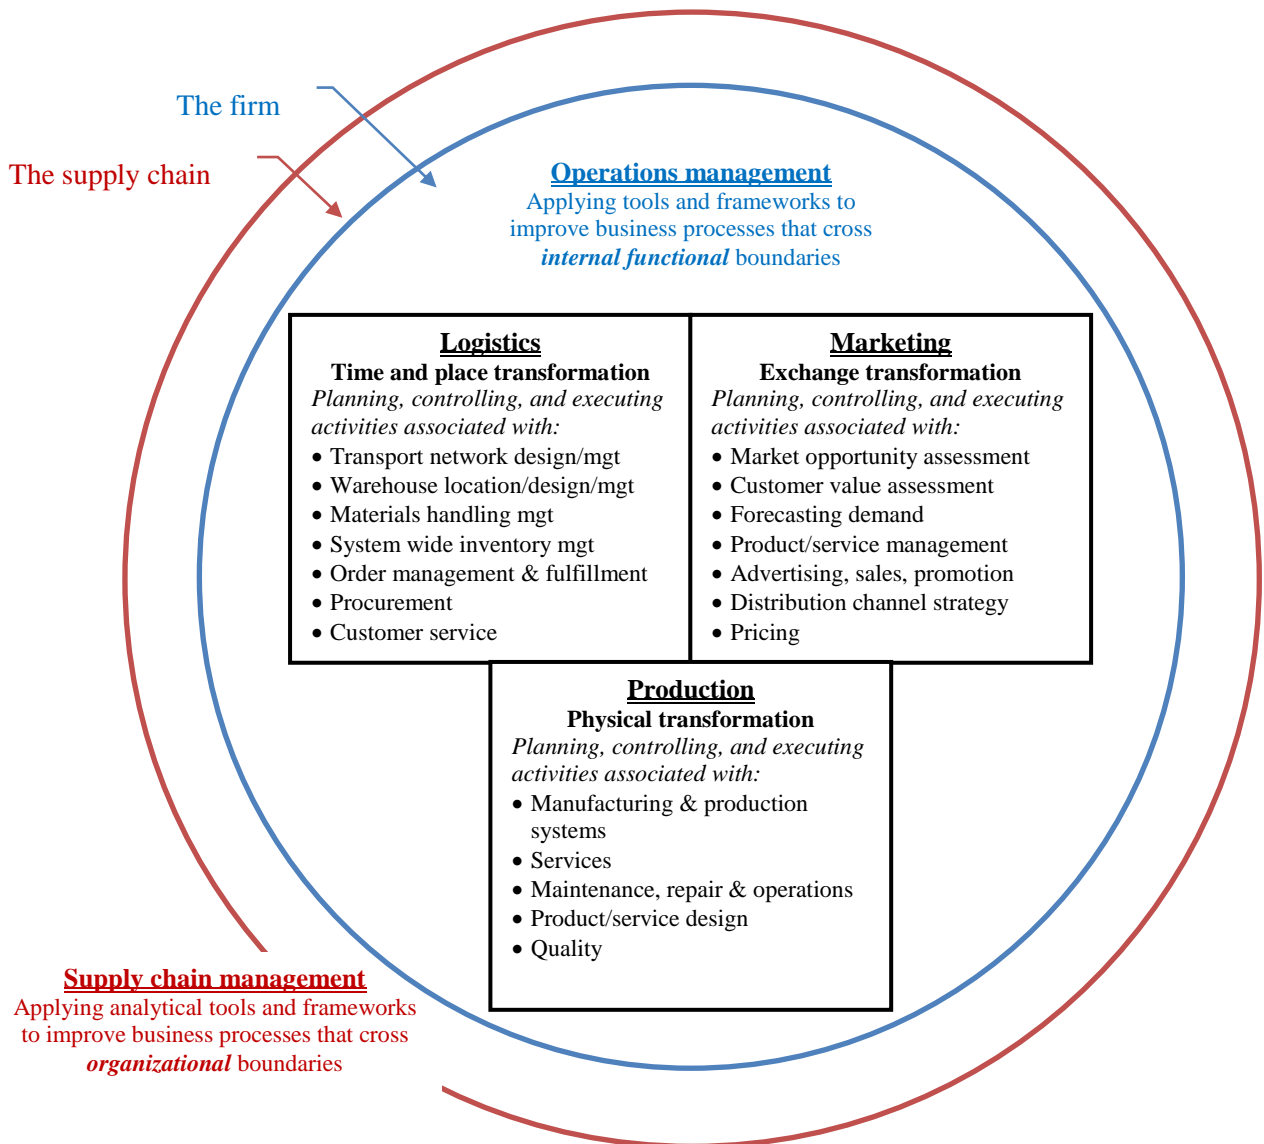 The firm
The supply chain
Operations management
Applying tools and frameworks to
improve business processes that cross
internal functional boundaries
Logistics
Time and place transformation
Planning, controlling, and executing
activities associated with:
• Transport network design/mgt
• Warehouse location/design/mgt
• Materials handling mgt
• System wide inventory mgt
• Order management & fulfillment
• Procurement
• Customer service
Marketing
Exchange transformation
Planning, controlling, and executing
activities associated with:
• Market opportunity assessment
• Customer value assessment
• Forecasting demand
• Product/service management
• Advertising, sales, promotion
• Distribution channel strategy
• Pricing
Production
Physical transformation
Planning, controlling, and executing
activities associated with:
• Manufacturing & production
systems
• Services
• Maintenance, repair & operations
• Product/service design
• Quality
Supply chain management
Applying analytical tools and frameworks
to improve business processes that cross
organizational boundaries